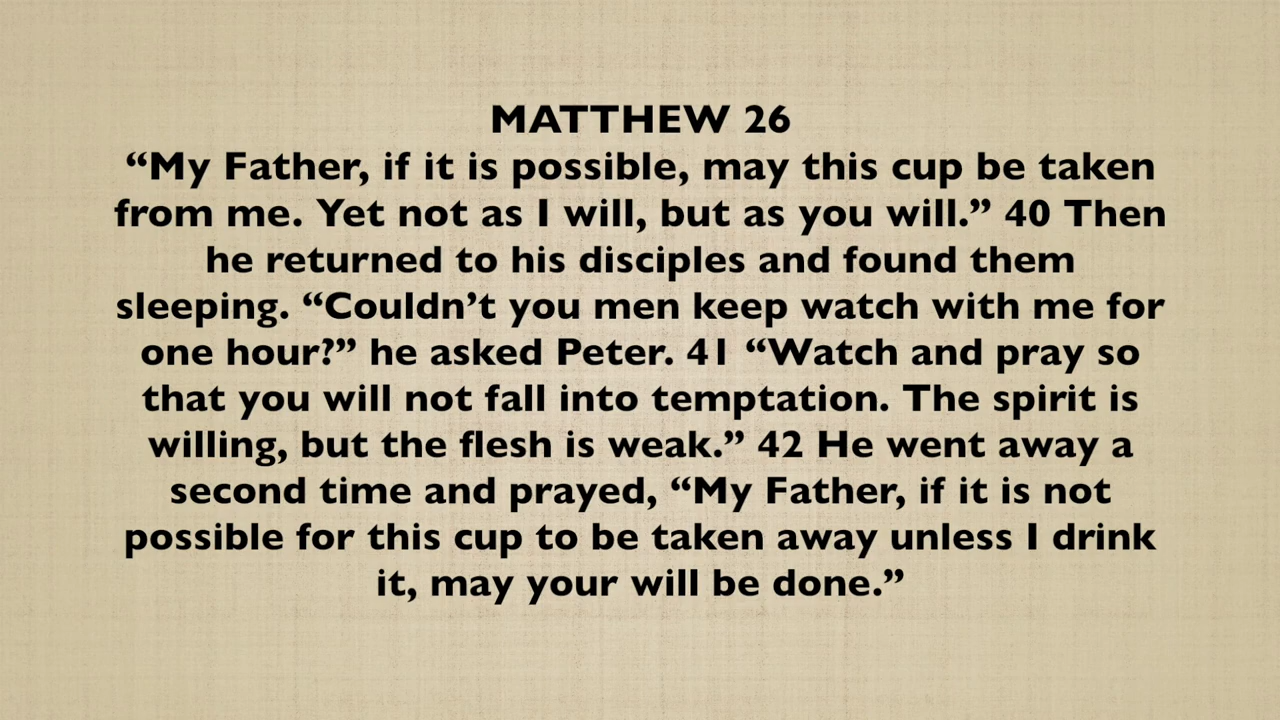 MATTHEW 26
“My Father, if it is possible, may this cup be taken
from me. Yet not as I will, but as you will.” 40 Then
he returned to his disciples and found them
sleeping. “Couldn’t you men keep watch with me for
one hour?” he asked Peter. 41 “Watch and pray so
that you will not fall into temptation. The spirit is
willing, but the flesh is weak.” 42 He went away a
second time and prayed, “My Father, if it is not
possible for this cup to be taken away unless I drink
it, may your will be done.”